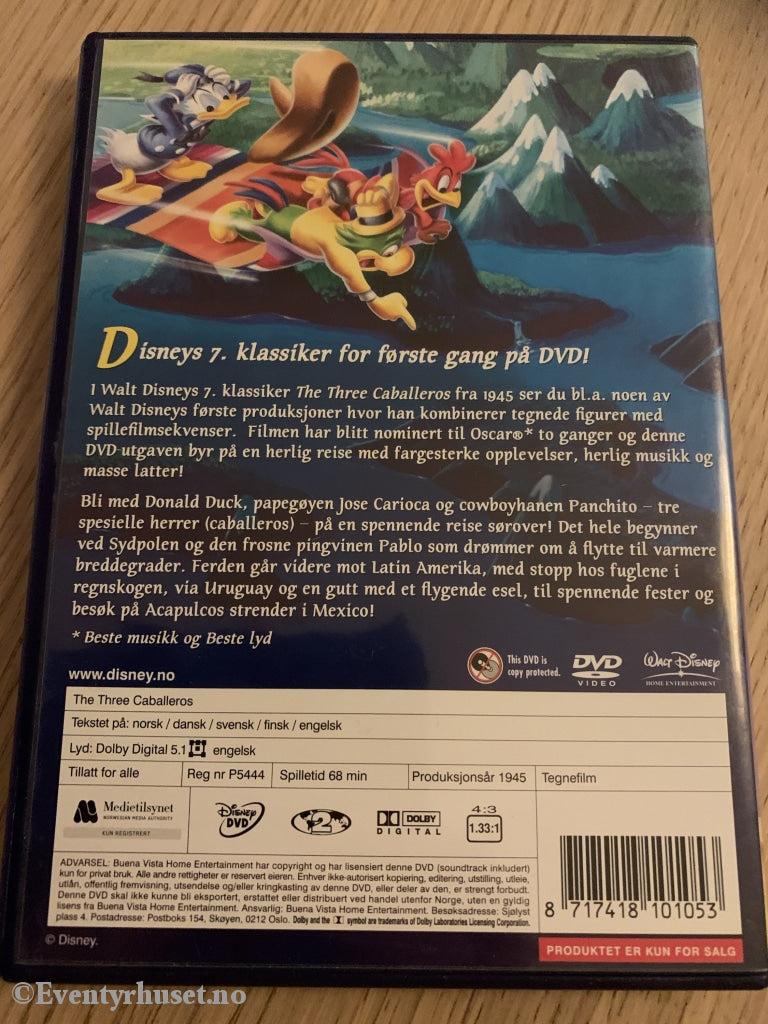 Disneys 7. klassiker for første gang på DVD!
I Walt Disneys 7. klassiker The Three Caballeros fra 1945 ser du bl.a. noen av
Walt Disneys første produksjoner hvor han kombinerer tegnede figurer med
spillefilmsekvenser. Filmen har blitt nominert til Oscar®* to ganger og denne
DVD utgaven byr på en herlig reise med fargesterke opplevelser, herlig musikk og
masse latter!
Bli med Donald Duck, papegøyen Jose Carioca og cowboyhanen Panchito – tre
spesielle herrer (caballeros) – på en spennende reise sørover! Det hele begynner
ved Sydpolen og den frosne pingvinen Pablo som drømmer om å flytte til varmere
breddegrader. Ferden går videre mot Latin Amerika, med stopp hos fuglene i
regnskogen, via Uruguay og en gutt med et flygende esel, til spennende fester og
besøk på Acapulcos strender i Mexico!
* Beste musikk og Beste lyd
This DVD is
copy protected.
DVD
VIDEO
Walt Disney
HOME ENTERTAINMENT
www.disney.no
The Three Caballeros
Tekstet på: norsk / dansk / svensk / finsk / engelsk
Lyd: Dolby Digital 5.1 engelsk
Tillatt for alle
Reg nr P5444
Spilletid 68 min
Produksjonsår 1945
Tegnefilm
Medietilsynet
NORWEGIAN MEDIA AUTHORITY
KUN REGISTRERT
Disney
DVD
2
DOLBY
DIGITAL
4:3
1.33:1
ADVARSEL: Buena Vista Home Entertainment har copyright og har lisensiert denne DVD (soundtrack inkludert)
kun for privat bruk. Alle andre rettigheter er reservert eieren. Enhver ikke-autorisert kopiering, editering, utstilling, utleie,
utlån, offentlig fremvisning, utsendelse og/eller kringkasting av denne DVD, eller deler av den, er strengt forbudt.
Denne DVD skal ikke kunne bli eksportert, erstattet eller distribuert ved handel utenfor Norge, uten en gyldig
lisens fra Buena Vista Home Entertainment. Ansvarlig: Buena Vista Home Entertainment. Besøksadresse: Sjølyst
plass 4. Postadresse: Postboks 154, Skøyen, 0212 Oslo. Dolby and the symbol are trademarks of Dolby Laboratories Licensing Corporation.
8 717418 101053
© Disney.
PRODUKTET ER KUN FOR SALG
©Eventyrhuset.no